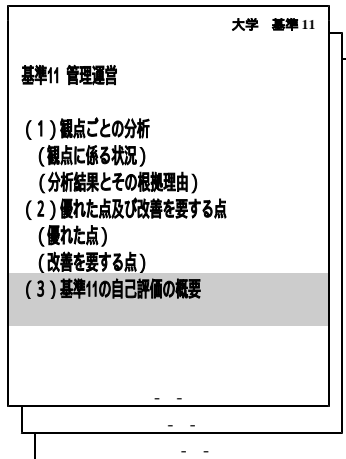 大学 基準 11
基準11 管理運営
(1)観点ごとの分析
(観点に係る状況)
(分析結果とその根拠理由)
(2)優れた点及び改善を要する点
(優れた点)
(改善を要する点)
(3)基準11の自己評価の概要
- -
- -
- -